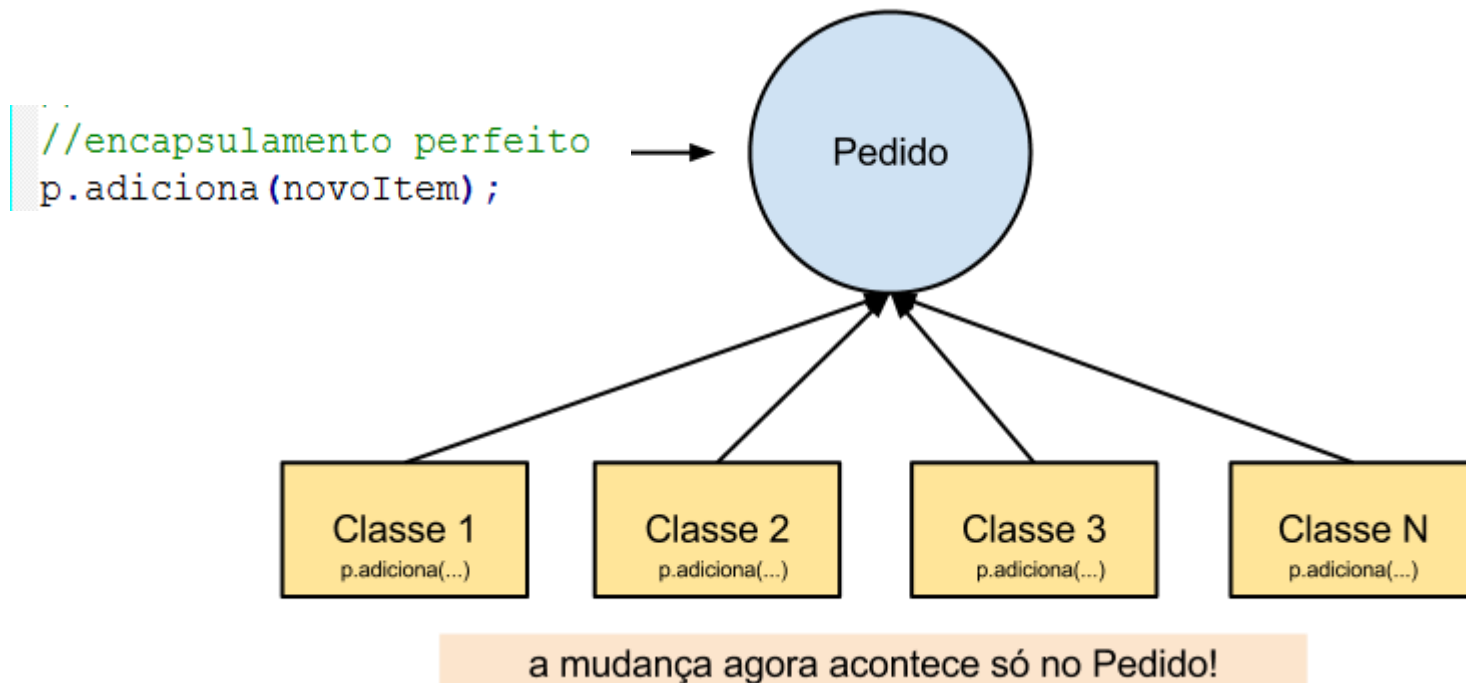 //encapsulamento perfeito
p.adiciona(novoItem);
Pedido
Classe 1
p.adiciona(...)
Classe 2
p.adiciona(...)
Classe 3
p.adiciona(...)
Classe N
p.adiciona(...)
a mudança agora acontece só no Pedido!